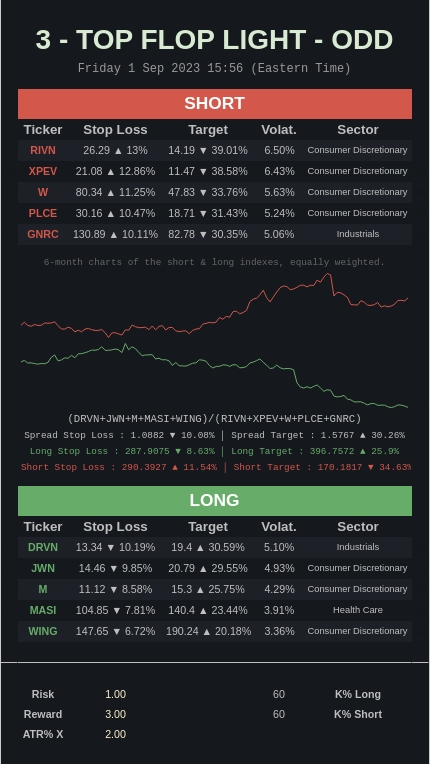 3 - TOP FLOP LIGHT - ODD
Friday 1 Sep 2023 15:56 (Eastern Time)
SHORT
Ticker Stop Loss Target Volat. Sector
RIVN 26.29 ▲ 13% 14.19 ▼ 39.01% 6.50% Consumer Discretionary
XPEV 21.08 ▲ 12.86% 11.47 ▼ 38.58% 6.43% Consumer Discretionary
W 80.34 ▲ 11.25% 47.83 ▼ 33.76% 5.63% Consumer Discretionary
PLCE 30.16 ▲ 10.47% 18.71 ▼ 31.43% 5.24% Consumer Discretionary
GNRC 130.89 ▲ 10.11% 82.78 ▼ 30.35% 5.06% Industrials
6-month charts of the short & long indexes, equally weighted.
(DRVN+JWN+M+MASI+WING)/(RIVN+XPEV+W+PLCE+GNRC)
Spread Stop Loss : 1.0882 ▼ 10.08% | Spread Target : 1.5767 ▲ 30.26%
Long Stop Loss : 287.9075 ▼ 8.63% | Long Target : 396.7572 ▲ 25.9%
Short Stop Loss : 290.3927 ▲ 11.54% | Short Target : 170.1817 ▼ 34.63%
LONG
Ticker Stop Loss Target Volat. Sector
DRVN 13.34 ▼ 10.19% 19.4 ▲ 30.59% 5.10% Industrials
JWN 14.46 ▼ 9.85% 20.79 ▲ 29.55% 4.93% Consumer Discretionary
M 11.12 ▼ 8.58% 15.3 ▲ 25.75% 4.29% Consumer Discretionary
MASI 104.85 ▼ 7.81% 140.4 ▲ 23.44% 3.91% Health Care
WING 147.65 ▼ 6.72% 190.24 ▲ 20.18% 3.36% Consumer Discretionary
Risk 1.00 60 K% Long
Reward 3.00 60 K% Short
ATR% X 2.00